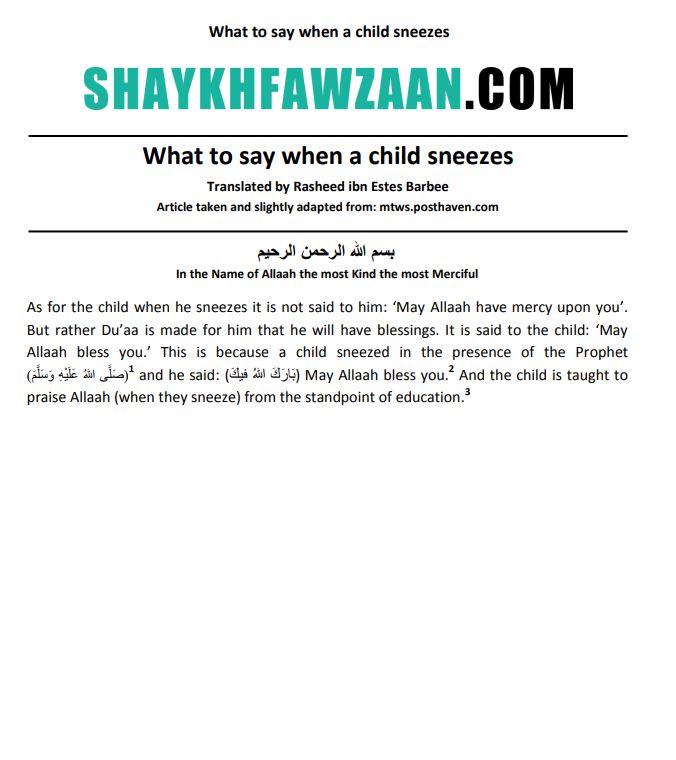 What to say when a child sneezes
SHAYKHFAWZAAN.COM
What to say when a child sneezes
Translated by Rasheed ibn Estes Barbee
Article taken and slightly adapted from: mtws.posthaven.com
بسم الله الرحمن الرحيم
In the Name of Allaah the most Kind the most Merciful
As for the child when he sneezes it is not said to him: ‘May Allaah have mercy upon you’.
But rather Du’aa is made for him that he will have blessings. It is said to the child: ‘May
Allaah bless you.’ This is because a child sneezed in the presence of the Prophet
(صَلَّى اللهُ عَلَيْهِ وَسَلَّمَ)1 and he said: (بَارَكَ اللهُ فِيْكَ) May Allaah bless you.2 And the child is taught to
praise Allaah (when they sneeze) from the standpoint of education.3